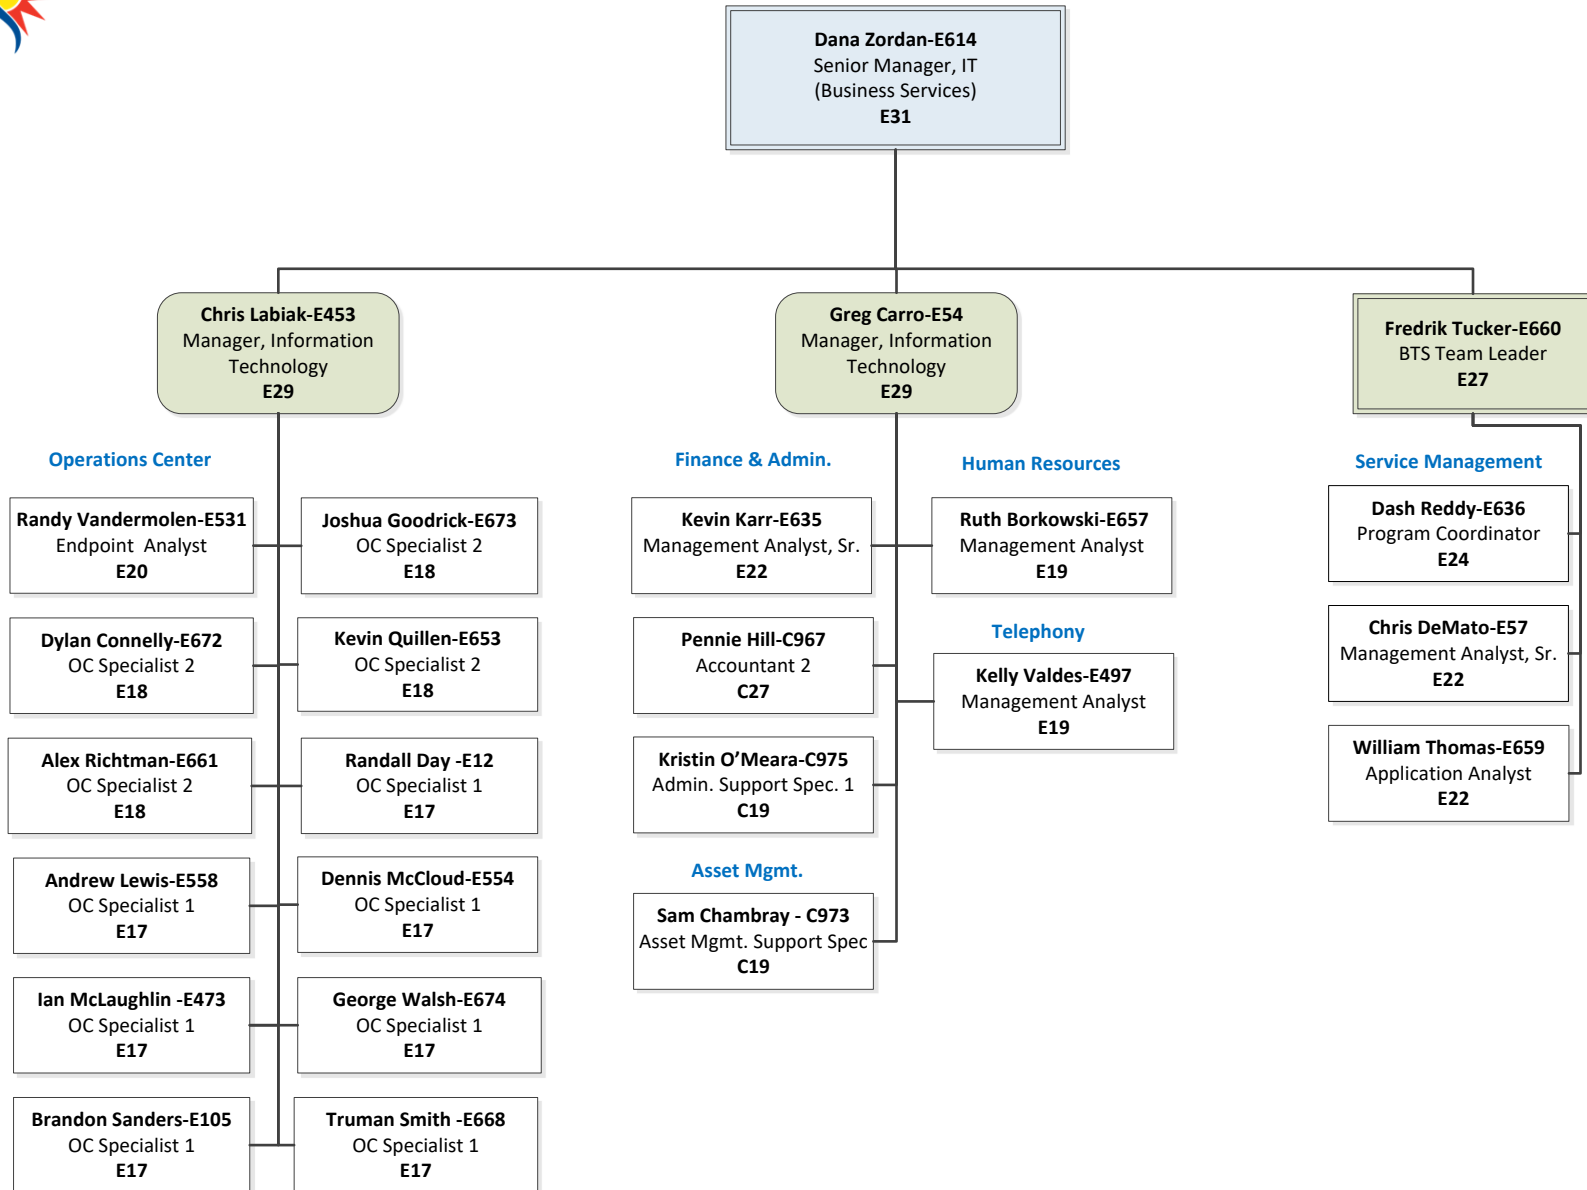 Dana Zordan-E614
Senior Manager, IT
(Business Services)
E31
Chris Labiak-E453
Manager, Information
Technology
E29
Greg Carro-E54
Manager, Information
Technology
E29
Fredrik Tucker-E660
BTS Team Leader
E27
Operations Center
Randy Vandermolen-E531
Endpoint  Analyst
E20
Joshua Goodrick-E673
OC Specialist 2
E18
Dylan Connelly-E672
OC Specialist 2
E18
Kevin Quillen-E653
OC Specialist 2
E18
Alex Richtman-E661
OC Specialist 2
E18
Randall Day -E12
OC Specialist 1
E17
Andrew Lewis-E558
OC Specialist 1
E17
Dennis McCloud-E554
OC Specialist 1
E17
Ian McLaughlin -E473
OC Specialist 1
E17
George Walsh-E674
OC Specialist 1
E17
Brandon Sanders-E105
OC Specialist 1
E17
Truman Smith -E668
OC Specialist 1
E17
Finance & Admin.
Kevin Karr-E635
Management Analyst, Sr.
E22
Pennie Hill-C967
Accountant 2
C27
Kristin O’Meara-C975
Admin. Support Spec. 1
C19
Asset Mgmt.
Sam Chambray - C973
Asset Mgmt. Support Spec
C19
Human Resources
Ruth Borkowski-E657
Management Analyst
E19
Telephony
Kelly Valdes-E497
Management Analyst
E19
Service Management
Dash Reddy-E636
Program Coordinator
E24
Chris DeMato-E57
Management Analyst, Sr.
E22
William Thomas-E659
Application Analyst
E22